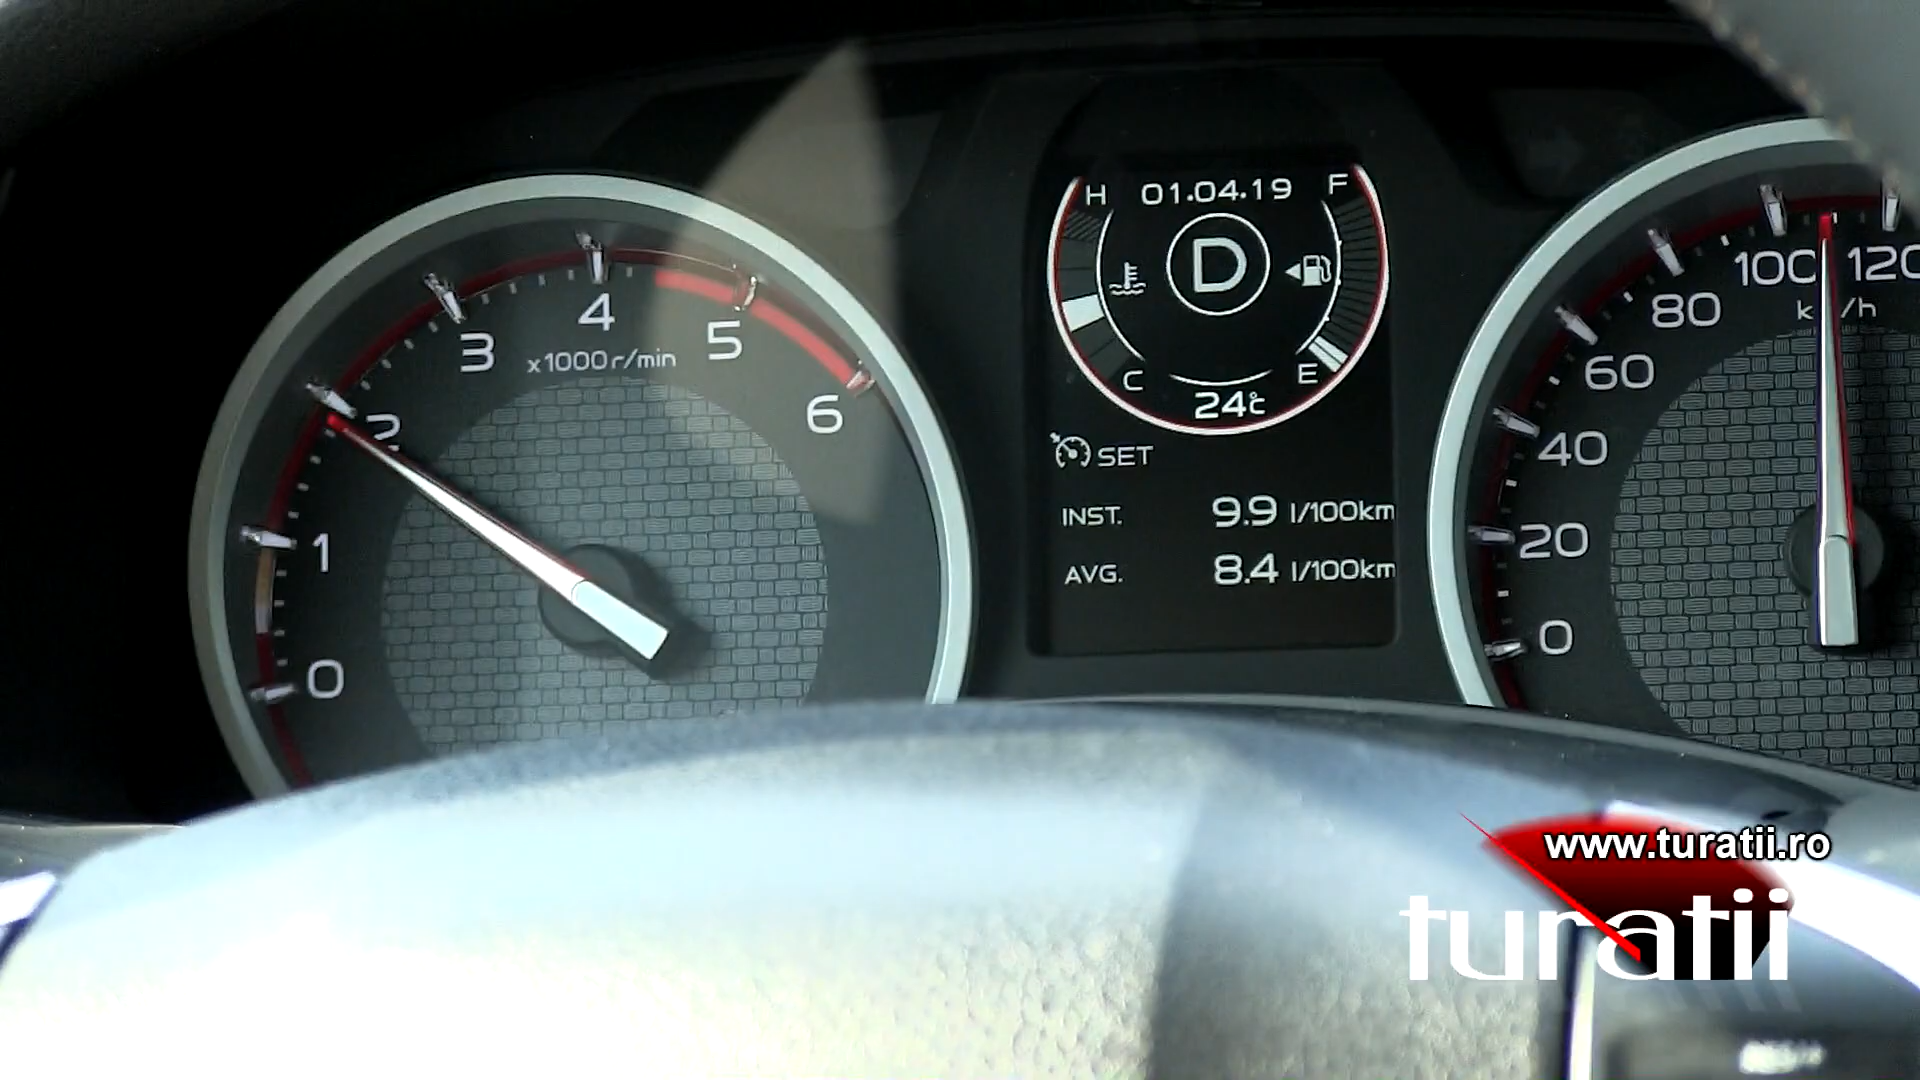 H 01.04.19 F
D
C 24°C E
SET
INST. 9.9 l/100km
AVG. 8.4 l/100km
0 1 2 3 4 5 6
x1000r/min
0 20 40 60 80 100 120
k /h
www.turatii.ro
turatii